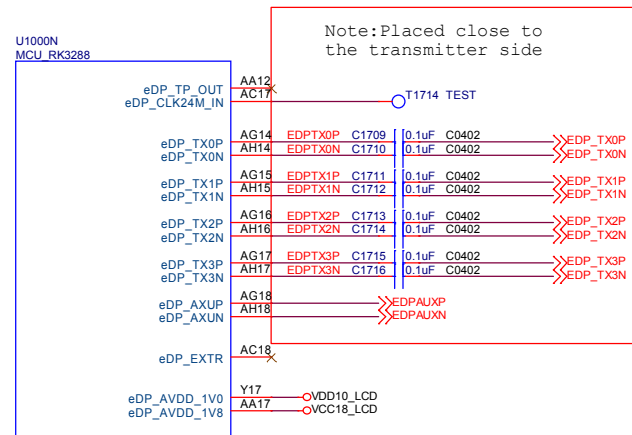 Note:Placed close to
the transmitter side
U1000N
MCU_RK3288
eDP_TP_OUT AA12
eDP_CLK24M_IN AC17 T1714 TEST
eDP_TX0P AG14 EDPTX0P C1709 0.1uF C0402 EDP_TX0P
eDP_TX0N AH14 EDPTX0N C1710 0.1uF C0402 EDP_TX0N
eDP_TX1P AG15 EDPTX1P C1711 0.1uF C0402 EDP_TX1P
eDP_TX1N AH15 EDPTX1N C1712 0.1uF C0402 EDP_TX1N
eDP_TX2P AG16 EDPTX2P C1713 0.1uF C0402 EDP_TX2P
eDP_TX2N AH16 EDPTX2N C1714 0.1uF C0402 EDP_TX2N
eDP_TX3P AG17 EDPTX3P C1715 0.1uF C0402 EDP_TX3P
eDP_TX3N AH17 EDPTX3N C1716 0.1uF C0402 EDP_TX3N
eDP_AXUP AG18 EDPAUXP
eDP_AXUN AH18 EDPAUXN
eDP_EXTR AC18
eDP_AVDD_1V0 Y17 VDD10_LCD
eDP_AVDD_1V8 AA17 VCC18_LCD